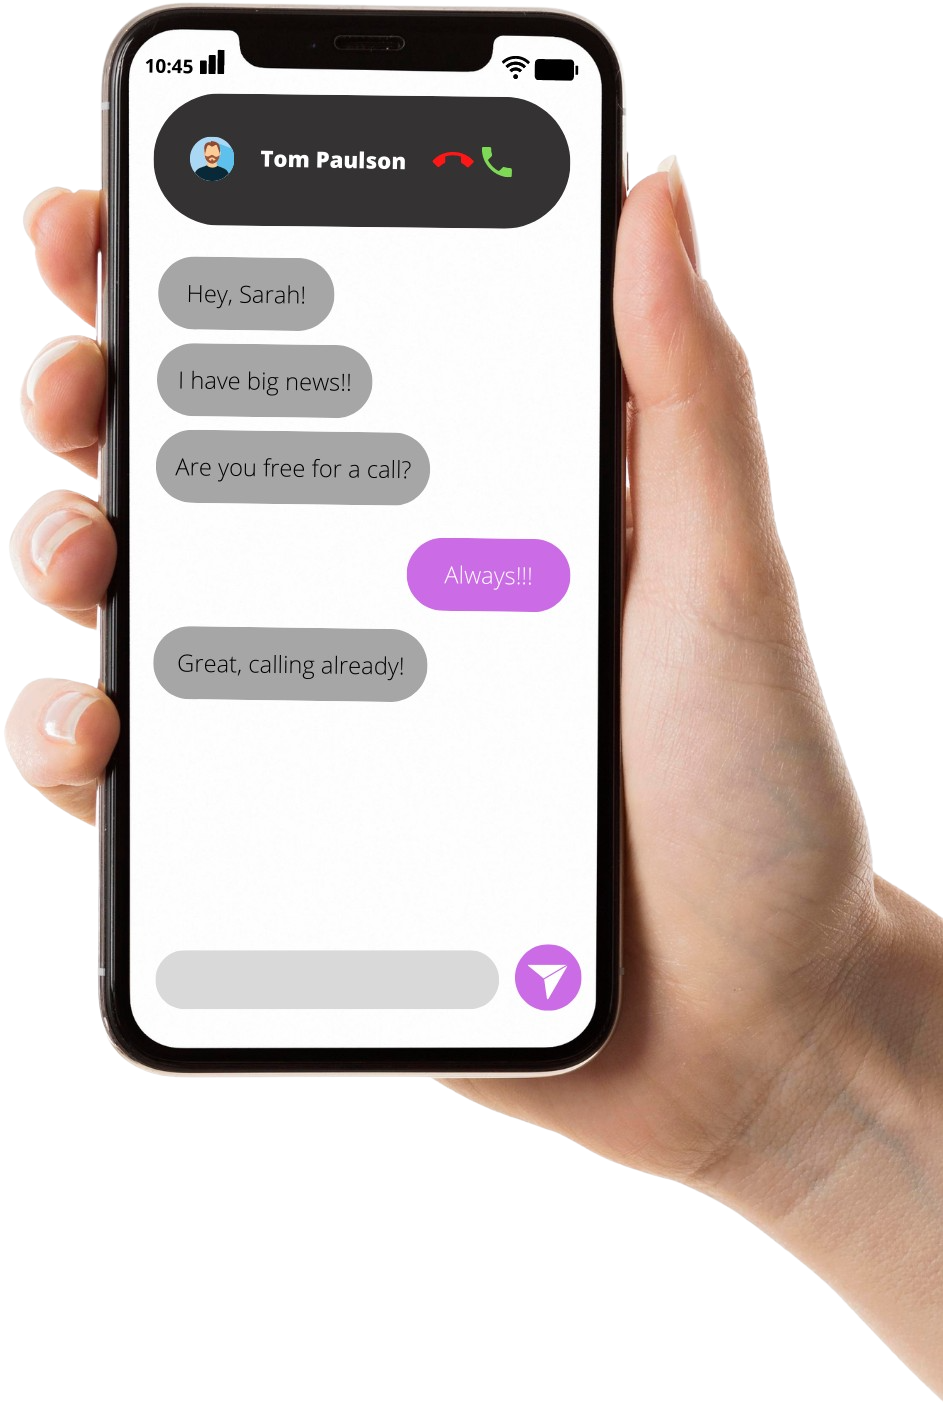 10:45
Tom Paulson
Hey, Sarah!
I have big news!!
Are you free for a call?
Always!!!
Great, calling already!